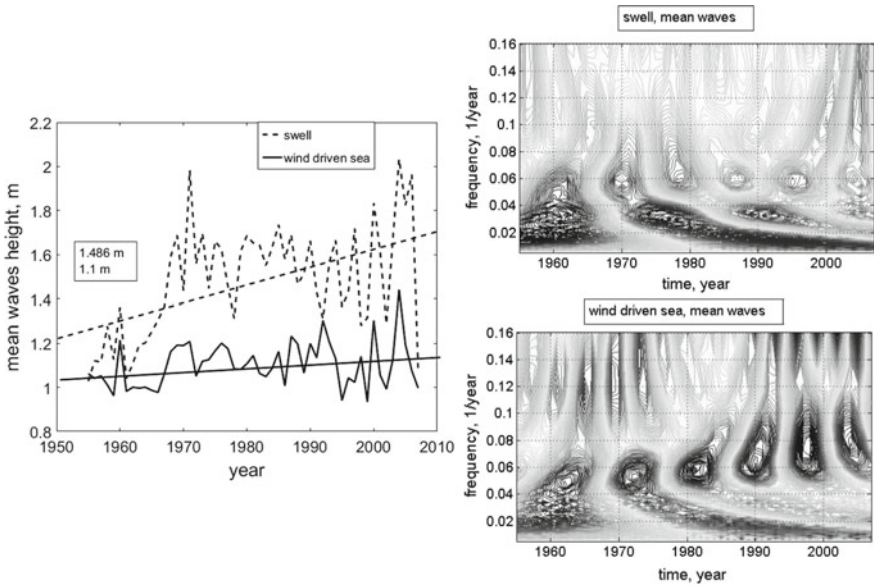 mean waves height, m
2.2
2
1.8
1.6
1.4
1.2
1
0.8
swell
wind driven sea
1.486 m
1.1 m
1950 1960 1970 1980 1990 2000 2010
year
swell, mean waves
frequency, 1/year
0.16
0.14
0.12
0.1
0.08
0.06
0.04
0.02
1960 1970 1980 1990 2000
time, year
wind driven sea, mean waves
frequency, 1/year
0.16
0.14
0.12
0.1
0.08
0.06
0.04
0.02
1960 1970 1980 1990 2000
time, year